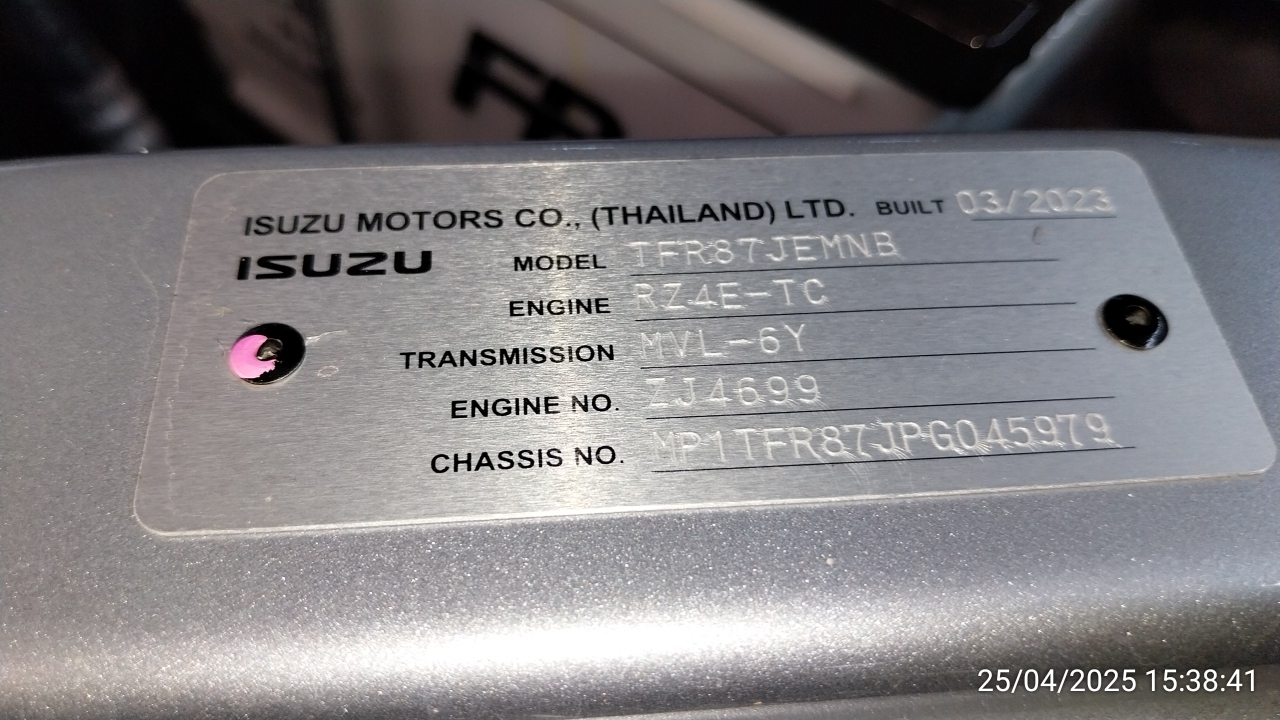 ISUZU MOTORS CO., (THAILAND) LTD. BUILT 03/2023
ISUZU MODEL TFR87JEMNB
ENGINE RZ4E-TC
TRANSMISSION MVL-6Y
ENGINE NO. ZJ4699
CHASSIS NO. MP1TFR87JPG045979
25/04/2025 15:38:41